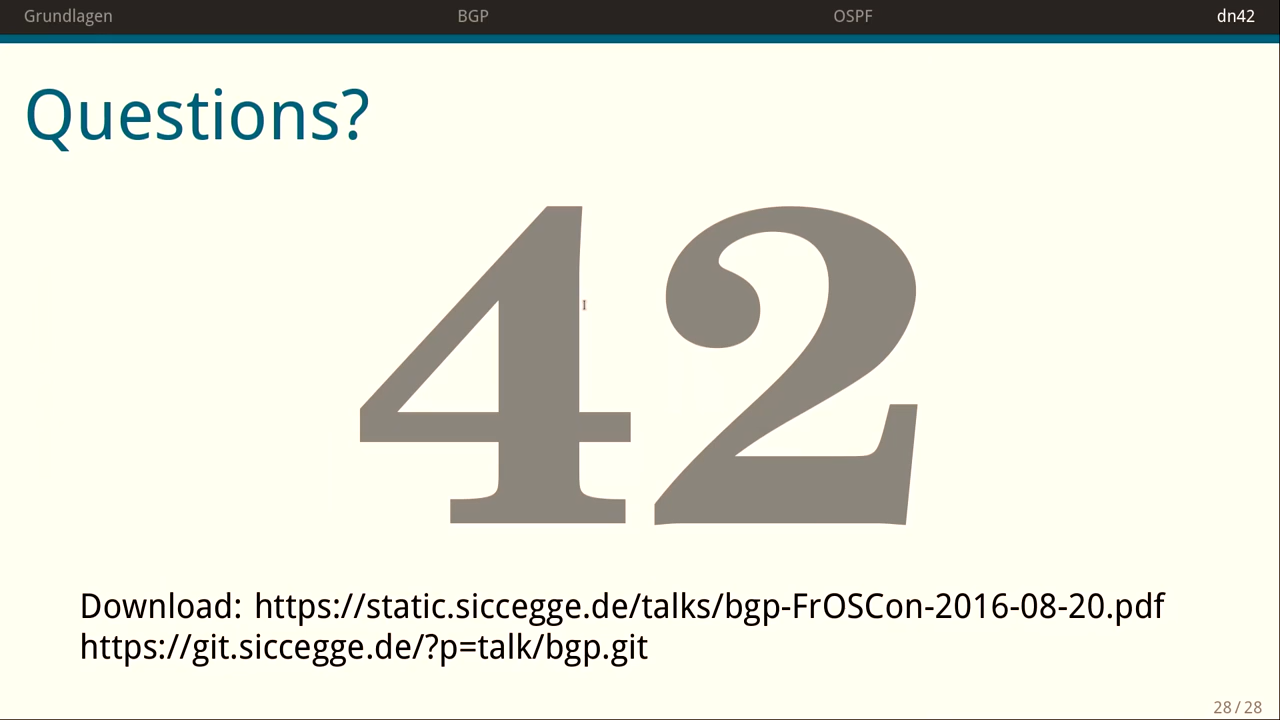 Grundlagen BGP OSPF dn42
Questions?
42
Download: https://static.siccegge.de/talks/bgp-FrOSCon-2016-08-20.pdf
https://git.siccegge.de/?p=talk/bgp.git
28 / 28